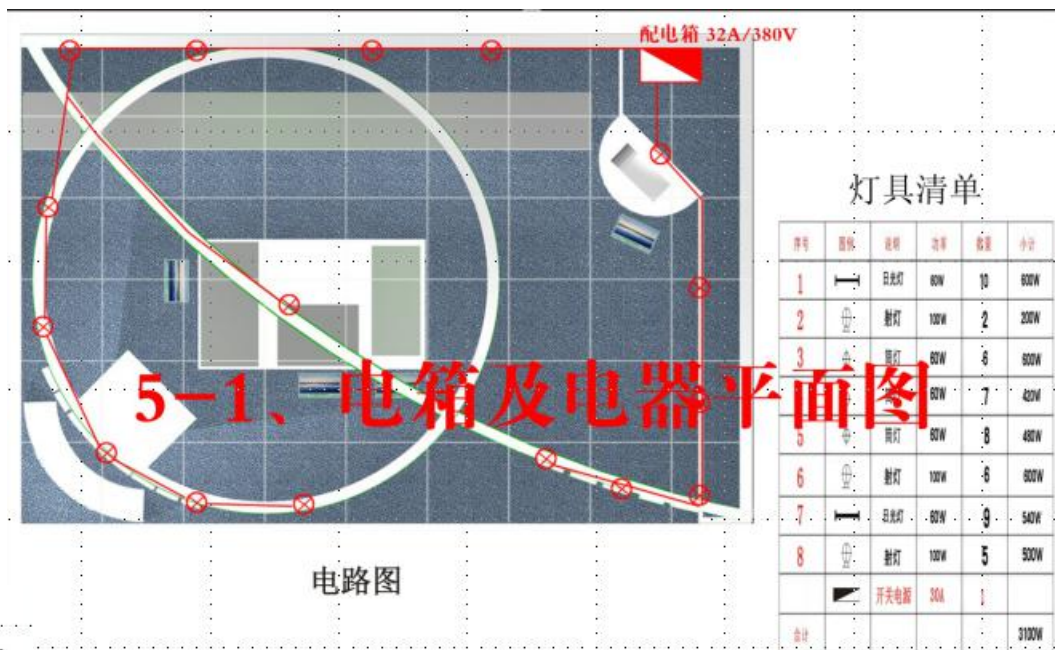 配电箱 32A/380V
灯具清单
序号 图例 说明 功率 数量 小计
1 日光灯 60W 10 600W
2 射灯 100W 2 200W
3 筒灯 60W 6 600W
60W 7 420W
5 筒灯 60W 8 480W
6 射灯 100W 6 600W
7 日光灯 60W 9 540W
8 射灯 100W 5 500W
开关电源 30A 1
合计 3100W
5-1、电箱及电器平面图
电路图